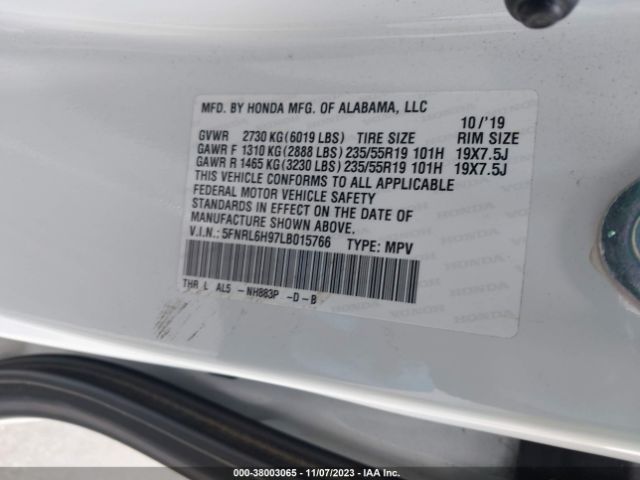 MFD. BY HONDA MFG. OF ALABAMA, LLC 10/'19
GVWR 2730 KG(6019 LBS) TIRE SIZE RIM SIZE
GAWR F 1310 KG(2888 LBS)235/55R19 101H 19X7.5J
GAWR R 1465 KG(3230 LBS)235/55R19 101H 19X7.5J
THIS VEHICLE CONFORMS TO ALL APPLICABLE
FEDERAL MOTOR VEHICLE SAFETY
STANDARDS IN EFFECT ON THE DATE OF
MANUFACTURE SHOWN ABOVE.
V.I.N.:5FNRL6H97LB015766 TYPE: MPV
THR L AL5 -NH883P -D-B
000-38003065 - 11/07/2023 - IAAI.COM